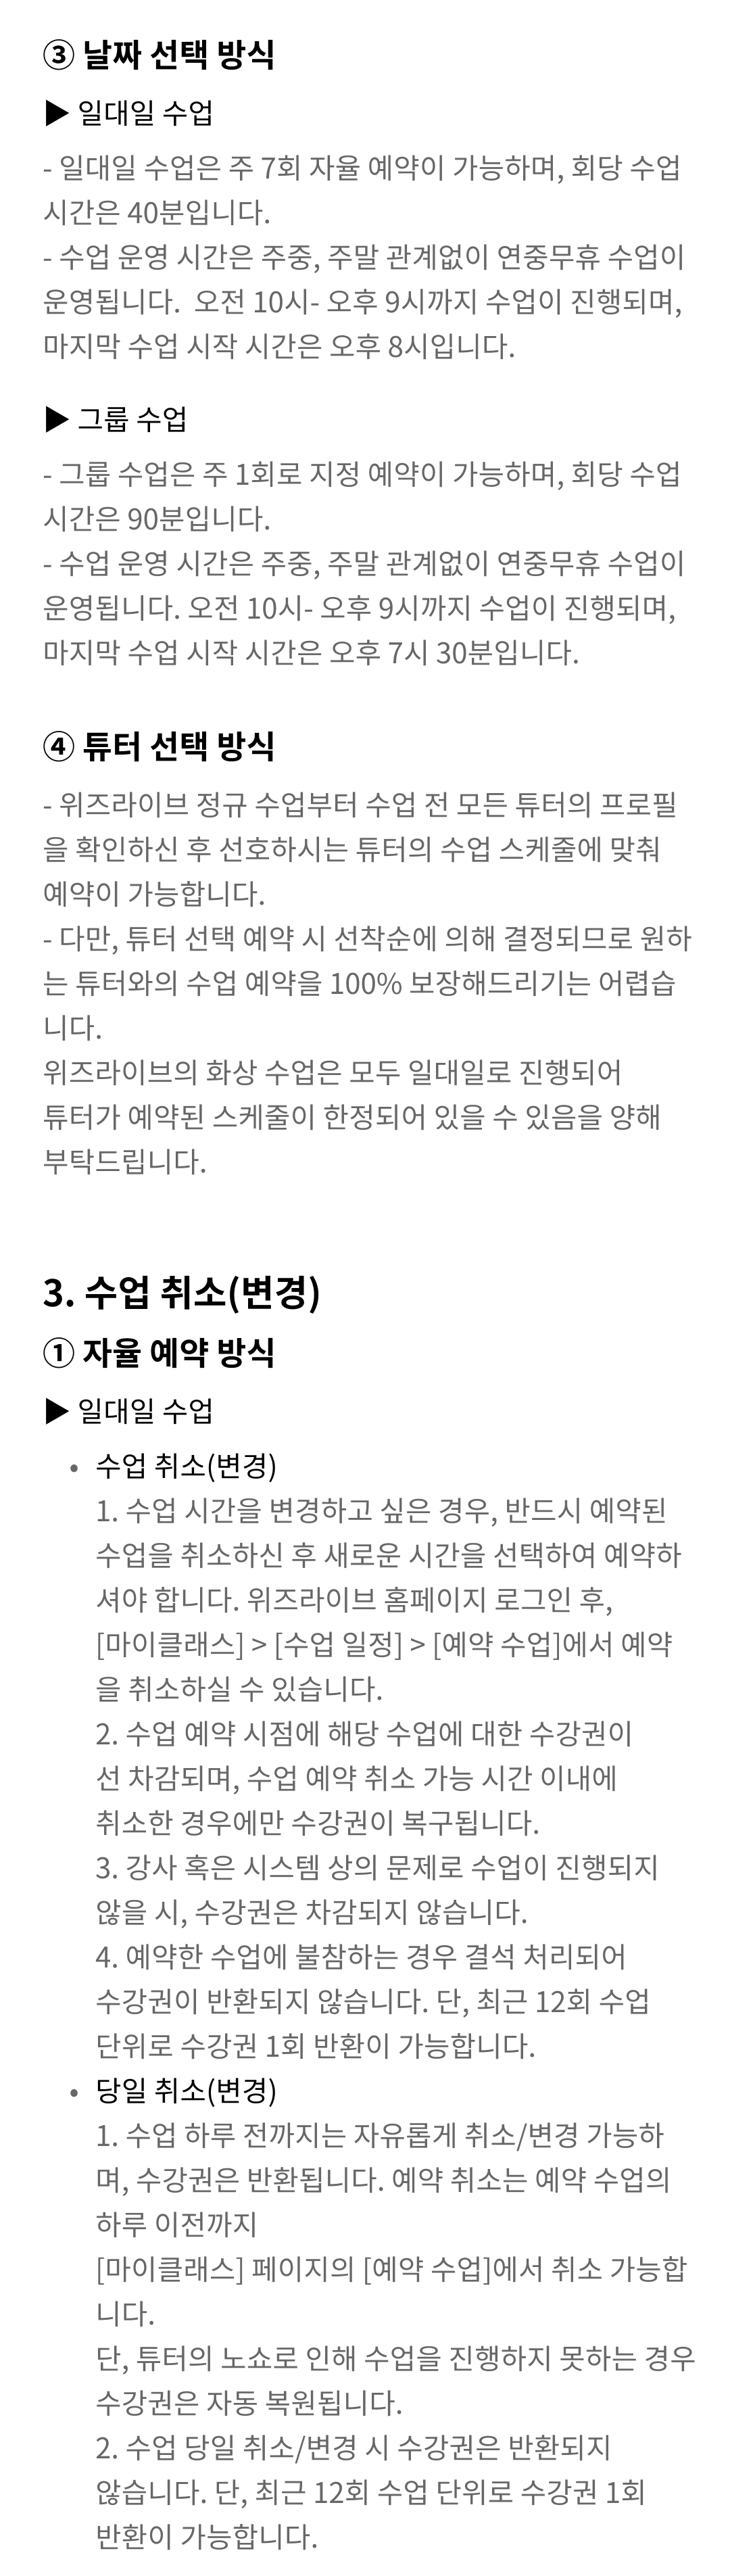 ③ 날짜 선택 방식
▶ 일대일 수업
- 일대일 수업은 주 7회 자율 예약이 가능하며, 회당 수업
시간은 40분입니다.
- 수업 운영 시간은 주중, 주말 관계없이 연중무휴 수업이
운영됩니다. 오전 10시- 오후 9시까지 수업이 진행되며,
마지막 수업 시작 시간은 오후 8시입니다.
▶ 그룹 수업
- 그룹 수업은 주 1회로 지정 예약이 가능하며, 회당 수업
시간은 90분입니다.
- 수업 운영 시간은 주중, 주말 관계없이 연중무휴 수업이
운영됩니다. 오전 10시- 오후 9시까지 수업이 진행되며,
마지막 수업 시작 시간은 오후 7시 30분입니다.
④ 튜터 선택 방식
- 위즈라이브 정규 수업부터 수업 전 모든 튜터의 프로필
을 확인하신 후 선호하시는 튜터의 수업 스케줄에 맞춰
예약이 가능합니다.
- 다만, 튜터 선택 예약 시 선착순에 의해 결정되므로 원하
는 튜터와의 수업 예약을 100% 보장해드리기는 어렵습
니다.
위즈라이브의 화상 수업은 모두 일대일로 진행되어
튜터가 예약된 스케줄이 한정되어 있을 수 있음을 양해
부탁드립니다.
3. 수업 취소(변경)
① 자율 예약 방식
▶ 일대일 수업
• 수업 취소(변경)
1. 수업 시간을 변경하고 싶은 경우, 반드시 예약된
수업을 취소하신 후 새로운 시간을 선택하여 예약하
셔야 합니다. 위즈라이브 홈페이지 로그인 후,
[마이클래스] > [수업 일정] > [예약 수업]에서 예약
을 취소하실 수 있습니다.
2. 수업 예약 시점에 해당 수업에 대한 수강권이
선 차감되며, 수업 예약 취소 가능 시간 이내에
취소한 경우에만 수강권이 복구됩니다.
3. 강사 혹은 시스템 상의 문제로 수업이 진행되지
않을 시, 수강권은 차감되지 않습니다.
4. 예약한 수업에 불참하는 경우 결석 처리되어
수강권이 반환되지 않습니다. 단, 최근 12회 수업
단위로 수강권 1회 반환이 가능합니다.
• 당일 취소(변경)
1. 수업 하루 전까지는 자유롭게 취소/변경 가능하
며, 수강권은 반환됩니다. 예약 취소는 예약 수업의
하루 이전까지
[마이클래스] 페이지의 [예약 수업]에서 취소 가능합
니다.
단, 튜터의 노쇼로 인해 수업을 진행하지 못하는 경우
수강권은 자동 복원됩니다.
2. 수업 당일 취소/변경 시 수강권은 반환되지
않습니다. 단, 최근 12회 수업 단위로 수강권 1회
반환이 가능합니다.